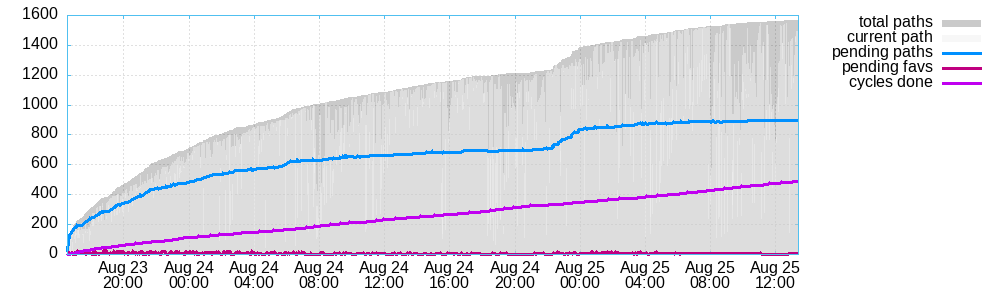 1600
1400
1200
1000
800
600
400
200
0
Aug 23 Aug 24 Aug 24 Aug 24 Aug 24 Aug 24 Aug 24 Aug 25 Aug 25 Aug 25 Aug 25
20:00 00:00 04:00 08:00 12:00 16:00 20:00 00:00 04:00 08:00 12:00
total paths
current path
pending paths
pending favs
cycles done